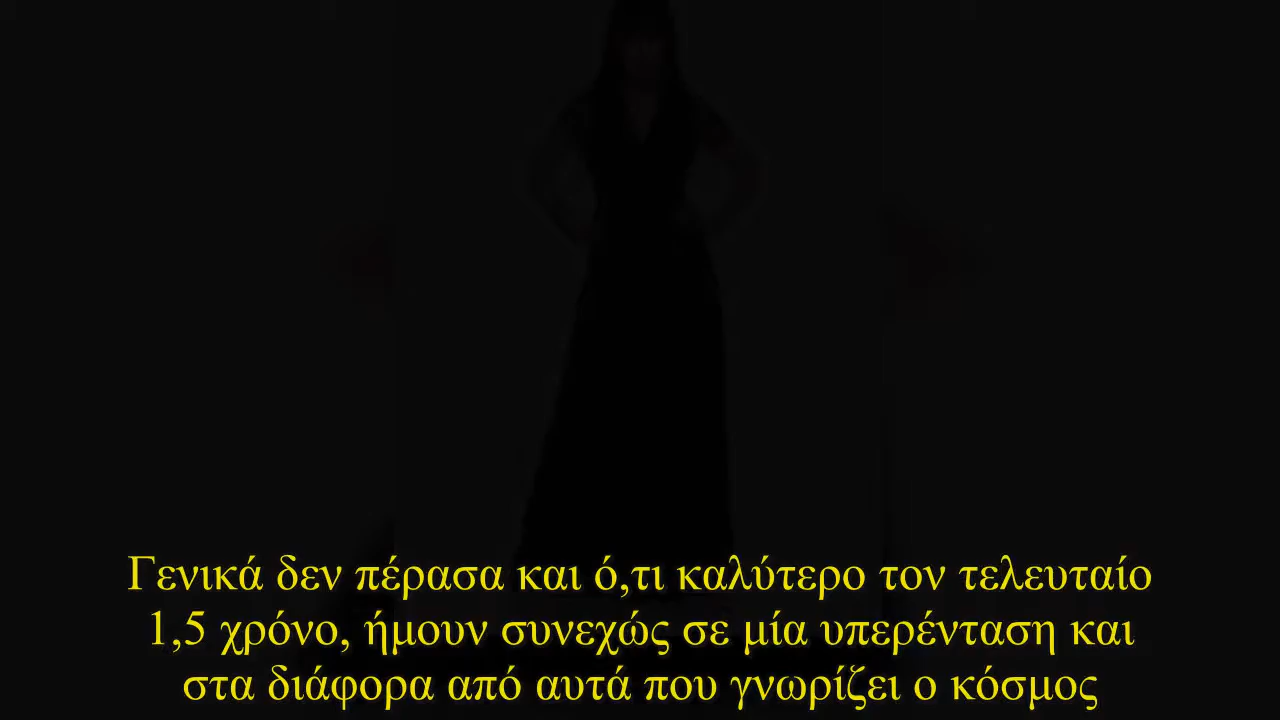 Γενικά δεν πέρασα και ό,τι καλύτερο τον τελευταίο
1,5 χρόνο, ήμουν συνεχώς σε μία υπερένταση και
στα διάφορα από αυτά που γνωρίζει ο κόσμος